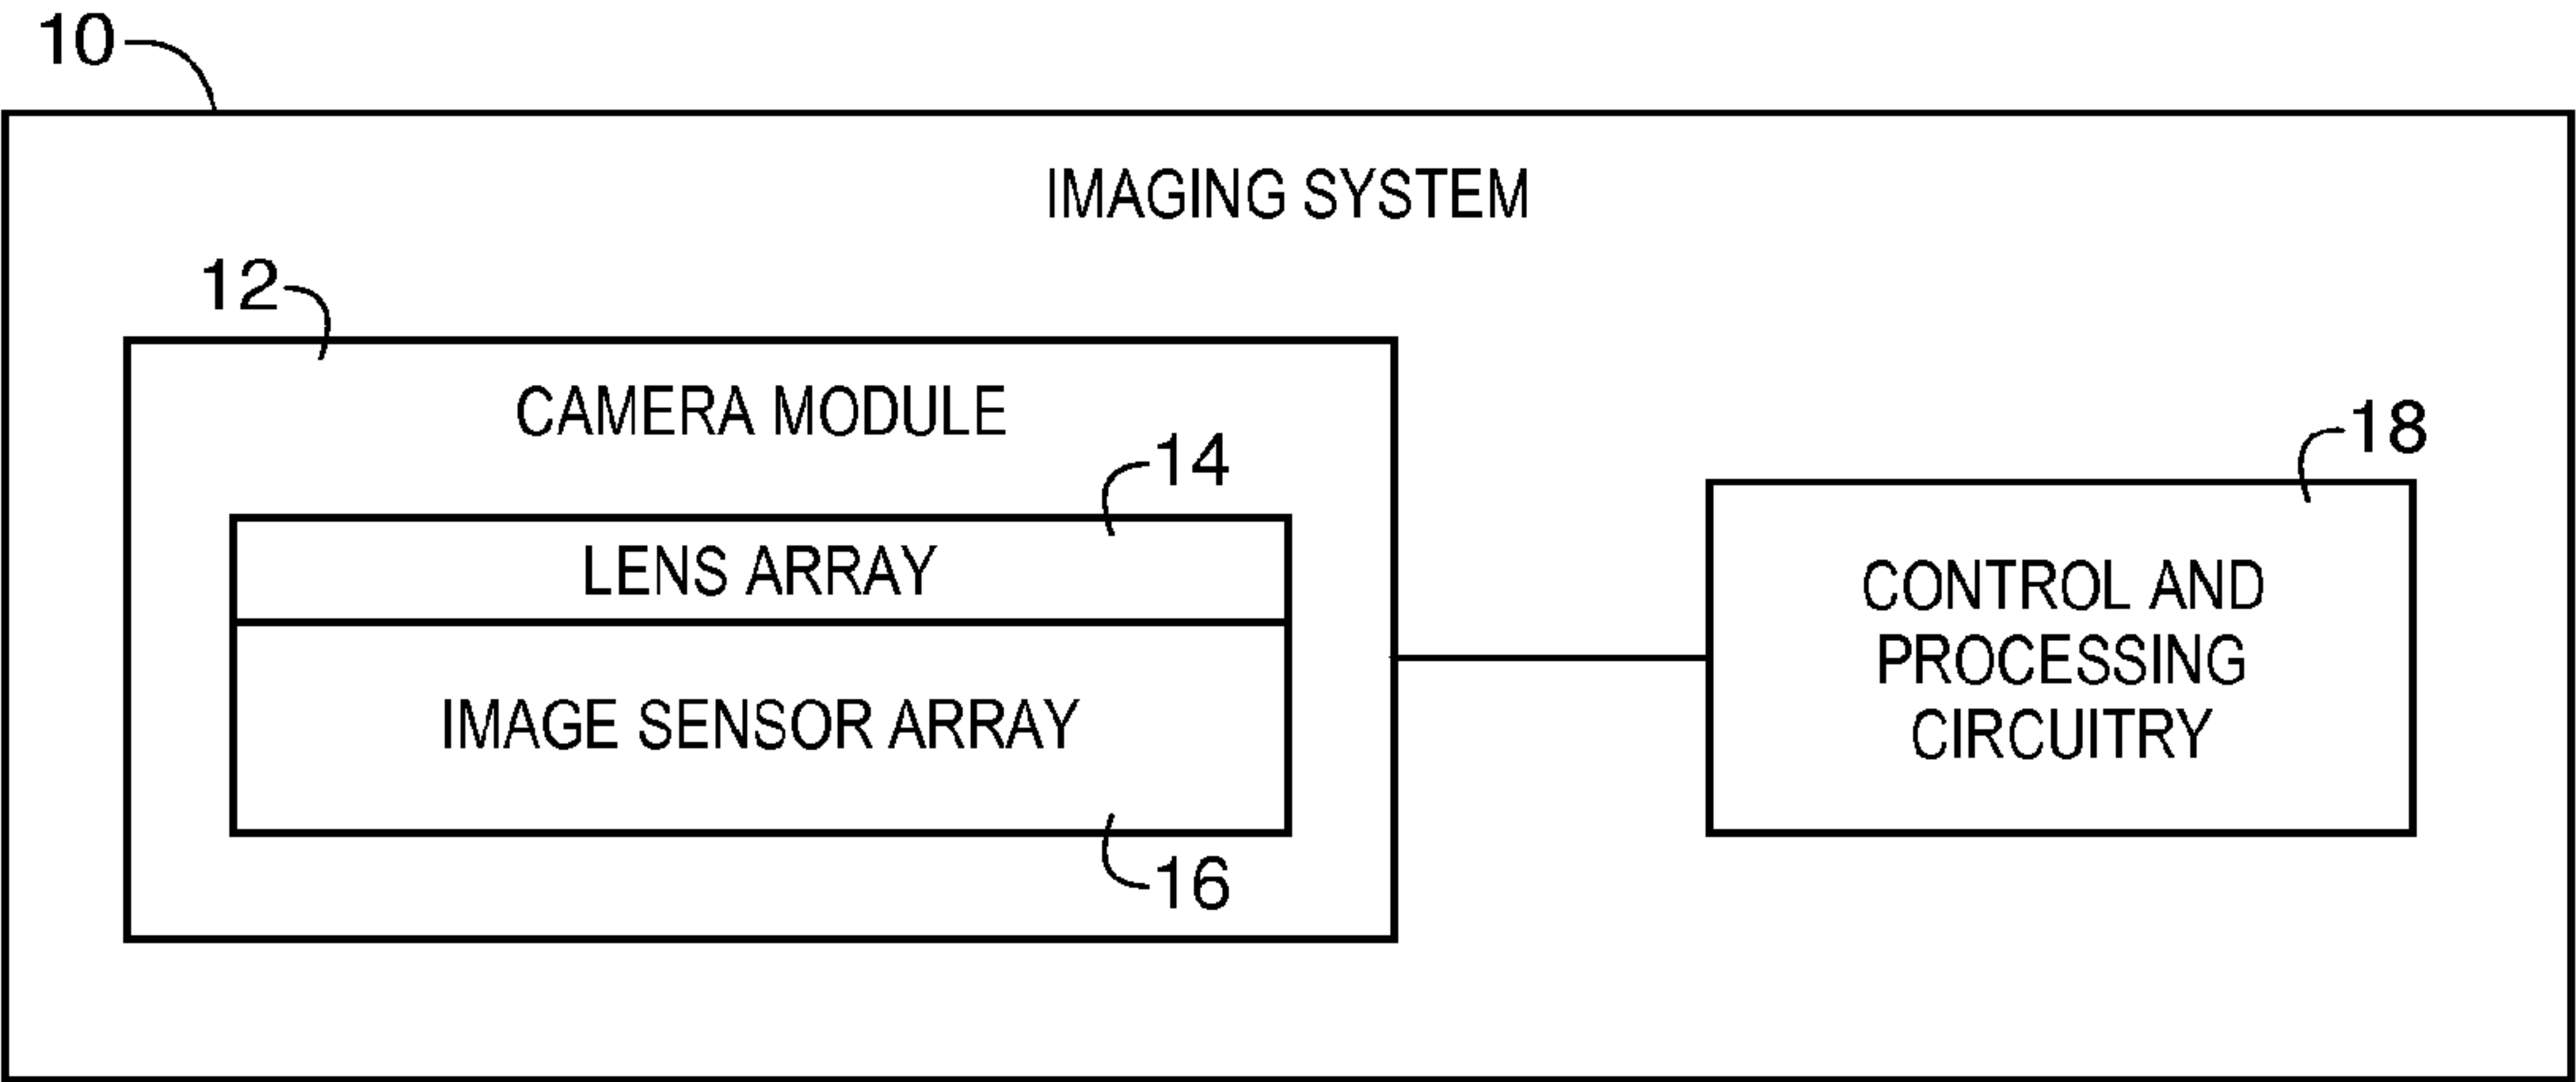 10
IMAGING SYSTEM
12
CAMERA MODULE
14
LENS ARRAY
IMAGE SENSOR ARRAY
16
18
CONTROL AND
PROCESSING
CIRCUITRY